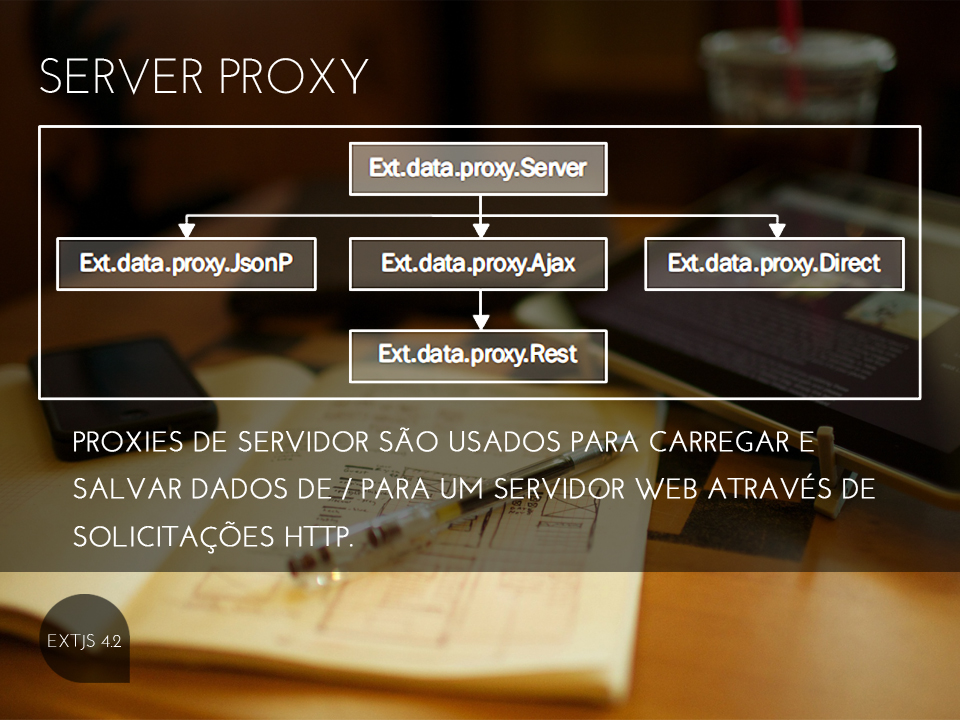 SERVER PROXY
Ext.data.proxy.Server
Ext.data.proxy.JsonP
Ext.data.proxy.Ajax
Ext.data.proxy.Direct
Ext.data.proxy.Rest
PROXIES DE SERVIDOR SÃO USADOS PARA CARREGAR E
SALVAR DADOS DE / PARA UM SERVIDOR WEB ATRAVÉS DE
SOLICITAÇÕES HTTP.
EXTJS 4.2